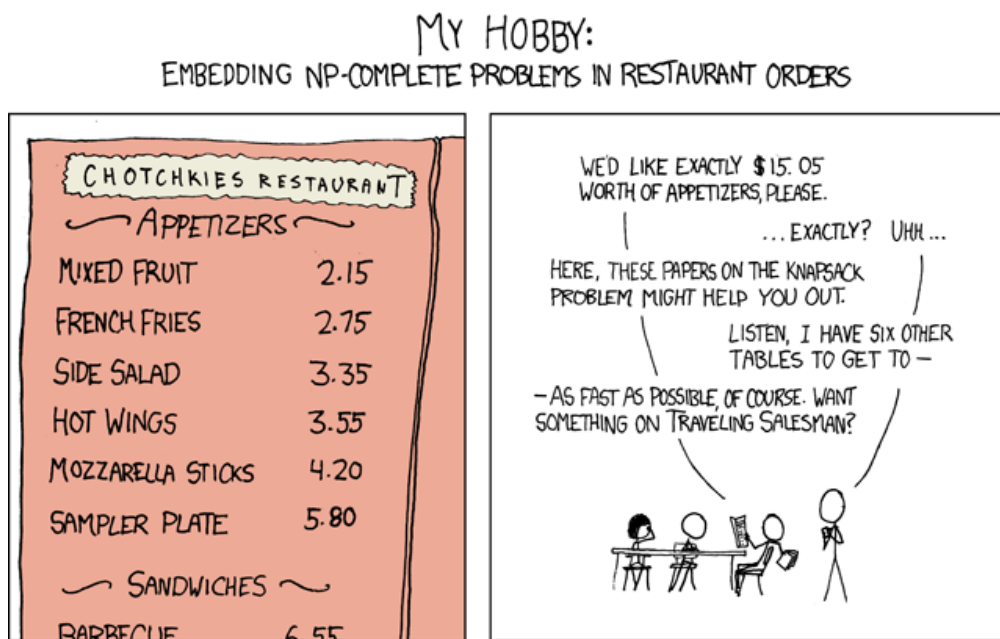 MY HOBBY:
EMBEDDING NP-COMPLETE PROBLEMS IN RESTAURANT ORDERS
CHOTCHKIES RESTAURANT
APPETIZERS
MIXED FRUIT 2.15
FRENCH FRIES 2.75
SIDE SALAD 3.35
HOT WINGS 3.55
MOZZARELLA STICKS 4.20
SAMPLER PLATE 5.80
SANDWICHES
BARBECUE 6.55
WE'D LIKE EXACTLY $15.05
WORTH OF APPETIZERS, PLEASE.
...EXACTLY? UHH...
HERE, THESE PAPERS ON THE KNAPSACK
PROBLEM MIGHT HELP YOU OUT.
LISTEN, I HAVE SIX OTHER
TABLES TO GET TO —
—AS FAST AS POSSIBLE, OF COURSE. WANT
SOMETHING ON TRAVELING SALESMAN?